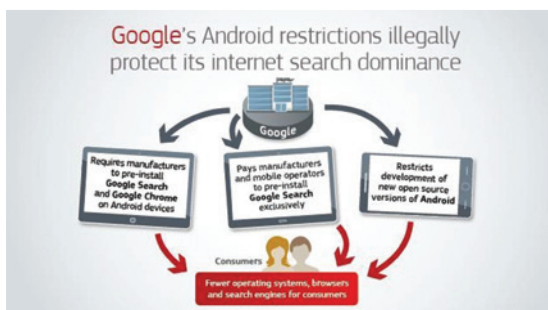 Google's Android restrictions illegally
protect its internet search dominance
Google
Requires manufacturers
to pre-install
Google Search
and Google Chrome
on Android devices
Pays manufacturers
and mobile operators
to pre-install
Google Search
exclusively
Restricts
development of
new open source
versions of Android
Consumers
Fewer operating systems, browsers
and search engines for consumers